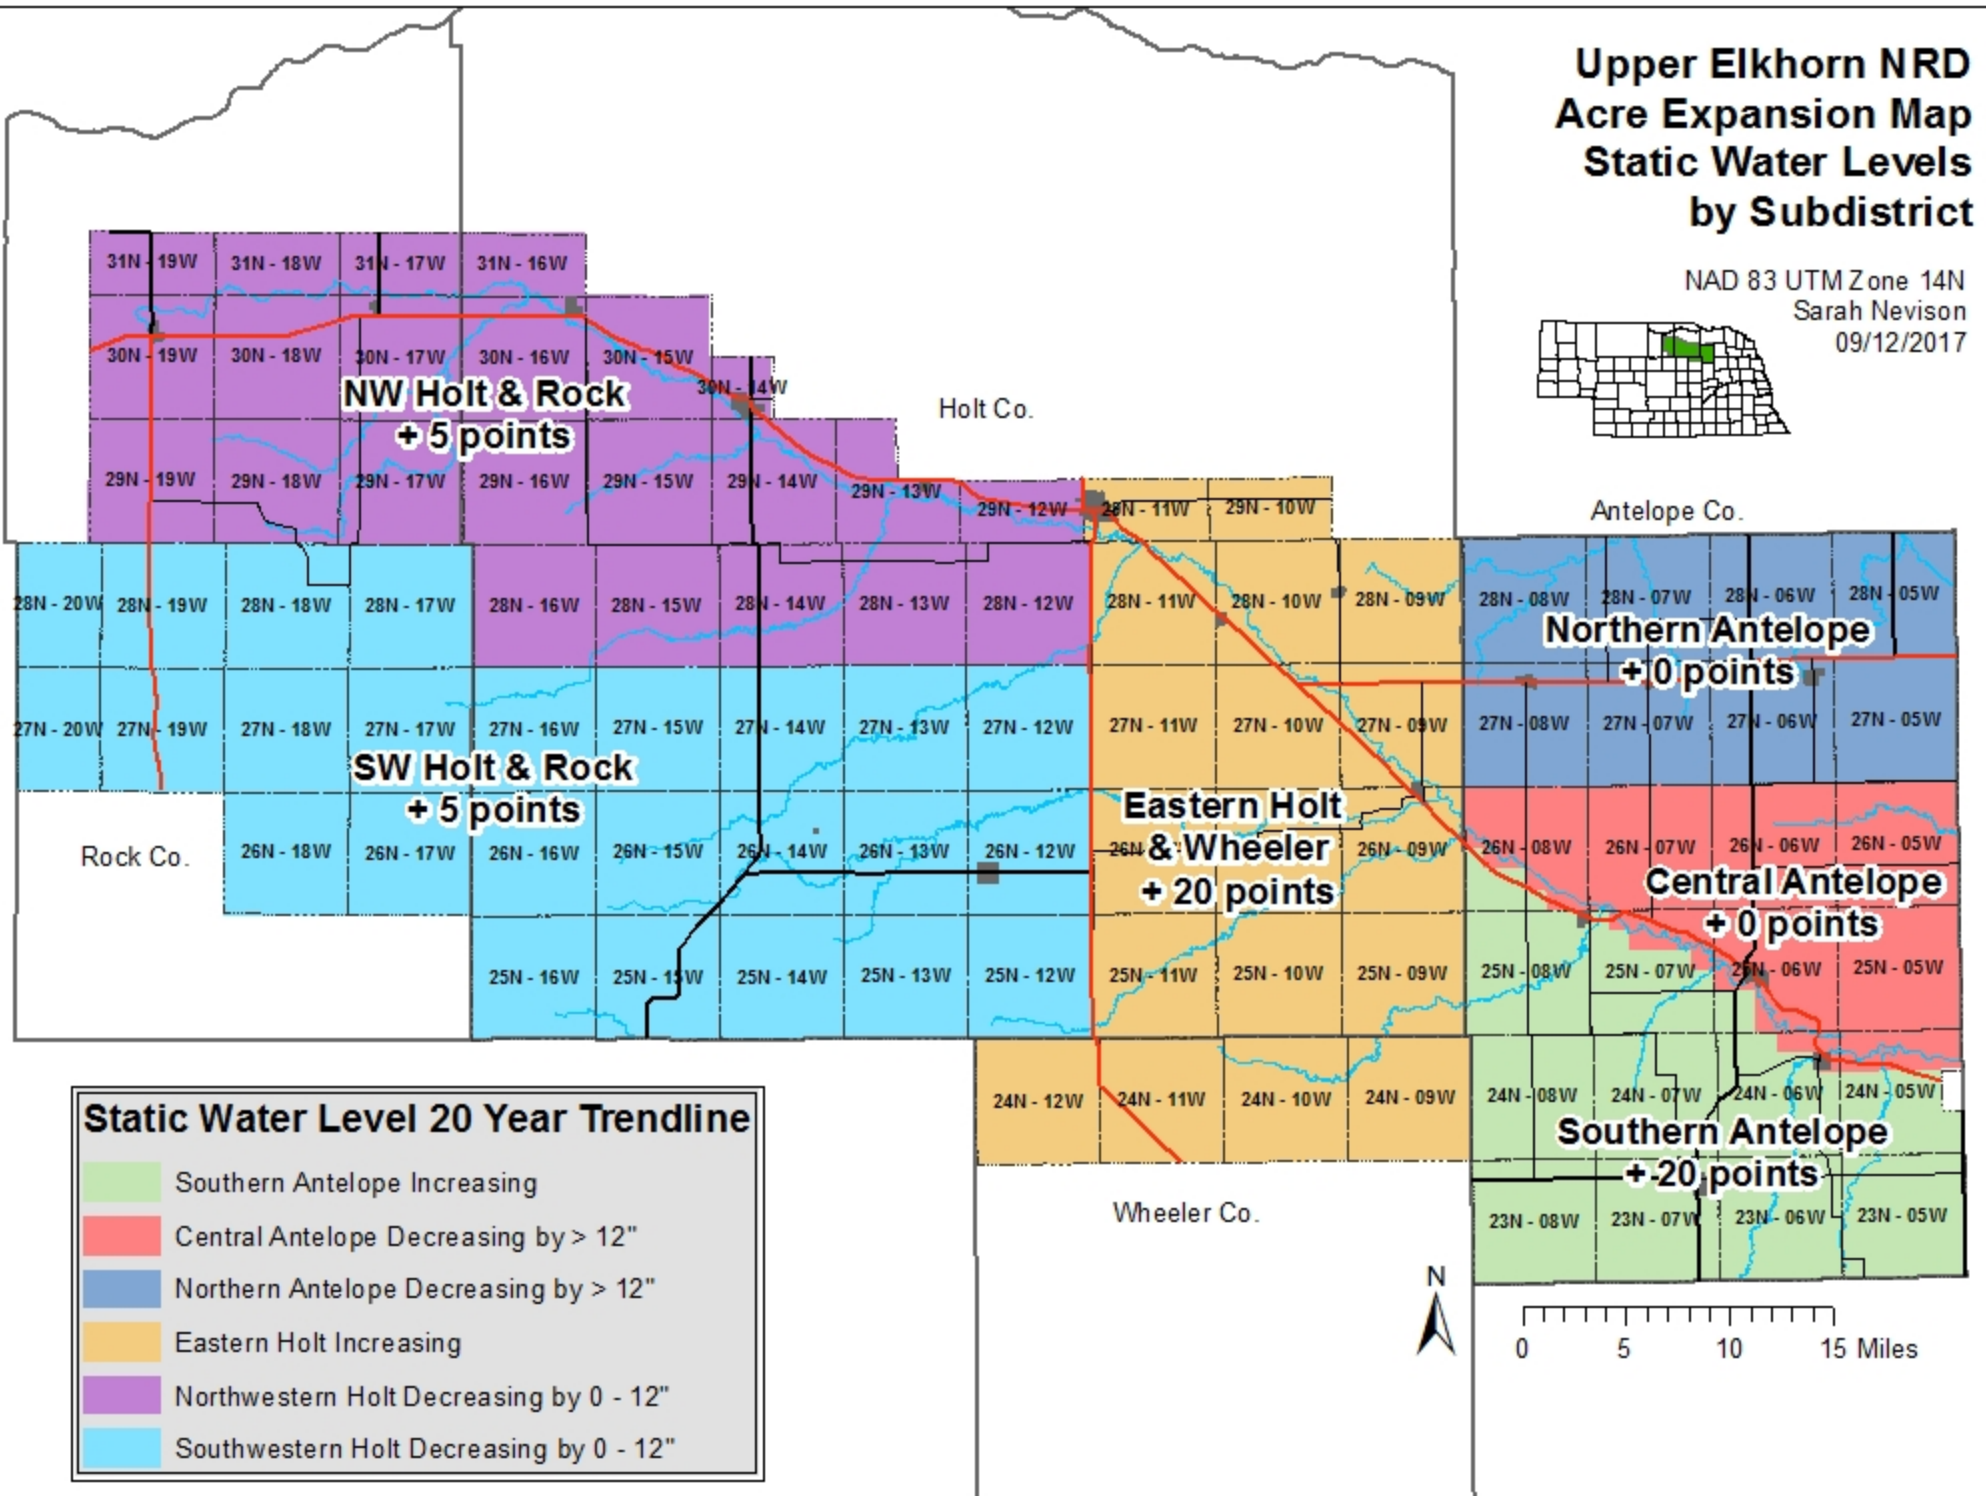 Upper Elkhorn NRD
Acre Expansion Map
Static Water Levels
by Subdistrict
NAD 83 UTM Zone 14N
Sarah Nevison
09/12/2017
31N - 19W 31N - 18W 31N - 17W 31N - 16W
30N - 19W 30N - 18W 30N - 17W 30N - 16W 30N - 15W
30N - 14W
NW Holt & Rock
+ 5 points
Holt Co.
29N - 19W 29N - 18W 29N - 17W 29N - 16W 29N - 15W 29N - 14W 29N - 13W 29N - 12W 29N - 10W
Antelope Co.
28N - 20W 28N - 19W 28N - 18W 28N - 17W 28N - 16W 28N - 15W 28N - 14W 28N - 13W 28N - 12W 28N - 11W 28N - 10W 28N - 09W 28N - 08W 28N - 07W 28N - 06W 28N - 05W
Northern Antelope
+ 0 points
27N - 20W 27N - 19W 27N - 18W 27N - 17W 27N - 16W 27N - 15W 27N - 14W 27N - 13W 27N - 12W 27N - 11W 27N - 10W 27N - 09W 27N - 08W 27N - 07W 27N - 06W 27N - 05W
SW Holt & Rock
+ 5 points
Eastern Holt
& Wheeler
+ 20 points
Rock Co.
26N - 18W 26N - 17W 26N - 16W 26N - 15W 26N - 14W 26N - 13W 26N - 12W 26N 26N - 09W 26N - 08W 26N - 07W 26N - 06W 26N - 05W
Central Antelope
+ 0 points
25N - 16W 25N - 15W 25N - 14W 25N - 13W 25N - 12W 25N - 11W 25N - 10W 25N - 09W 25N - 08W 25N - 07W 25N - 06W 25N - 05W
24N - 12W 24N - 11W 24N - 10W 24N - 09W 24N - 08W 24N - 07W 24N - 06W 24N - 05W
Southern Antelope
+ 20 points
Wheeler Co.
23N - 08W 23N - 07W 23N - 06W 23N - 05W
Static Water Level 20 Year Trendline
Southern Antelope Increasing
Central Antelope Decreasing by > 12"
Northern Antelope Decreasing by > 12"
Eastern Holt Increasing
Northwestern Holt Decreasing by 0 - 12"
Southwestern Holt Decreasing by 0 - 12"
N
0 5 10 15 Miles